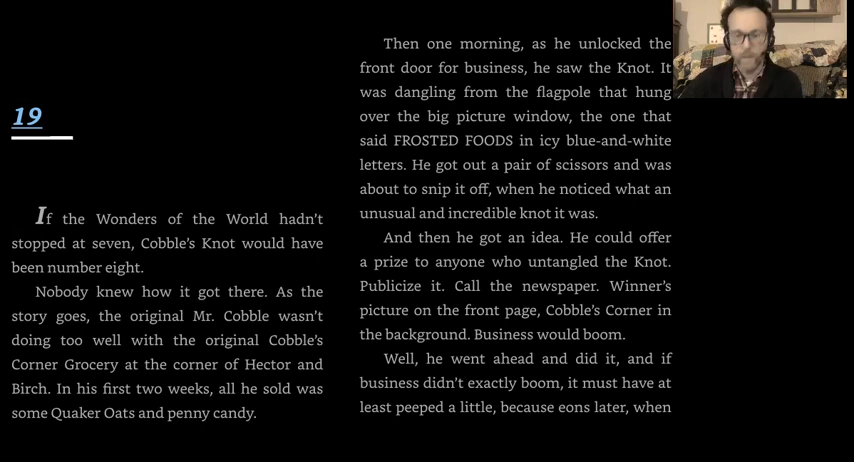 19
If the Wonders of the World hadn't
stopped at seven, Cobble's Knot would have
been number eight.
Nobody knew how it got there. As the
story goes, the original Mr. Cobble wasn't
doing too well with the original Cobble's
Corner Grocery at the corner of Hector and
Birch. In his first two weeks, all he sold was
some Quaker Oats and penny candy.
Then one morning, as he unlocked the
front door for business, he saw the Knot. It
was dangling from the flagpole that hung
over the big picture window, the one that
said FROSTED FOODS in icy blue-and-white
letters. He got out a pair of scissors and was
about to snip it off, when he noticed what an
unusual and incredible knot it was.
And then he got an idea. He could offer
a prize to anyone who untangled the Knot.
Publicize it. Call the newspaper. Winner's
picture on the front page, Cobble's Corner in
the background. Business would boom.
Well, he went ahead and did it, and if
business didn't exactly boom, it must have at
least peeped a little, because eons later, when